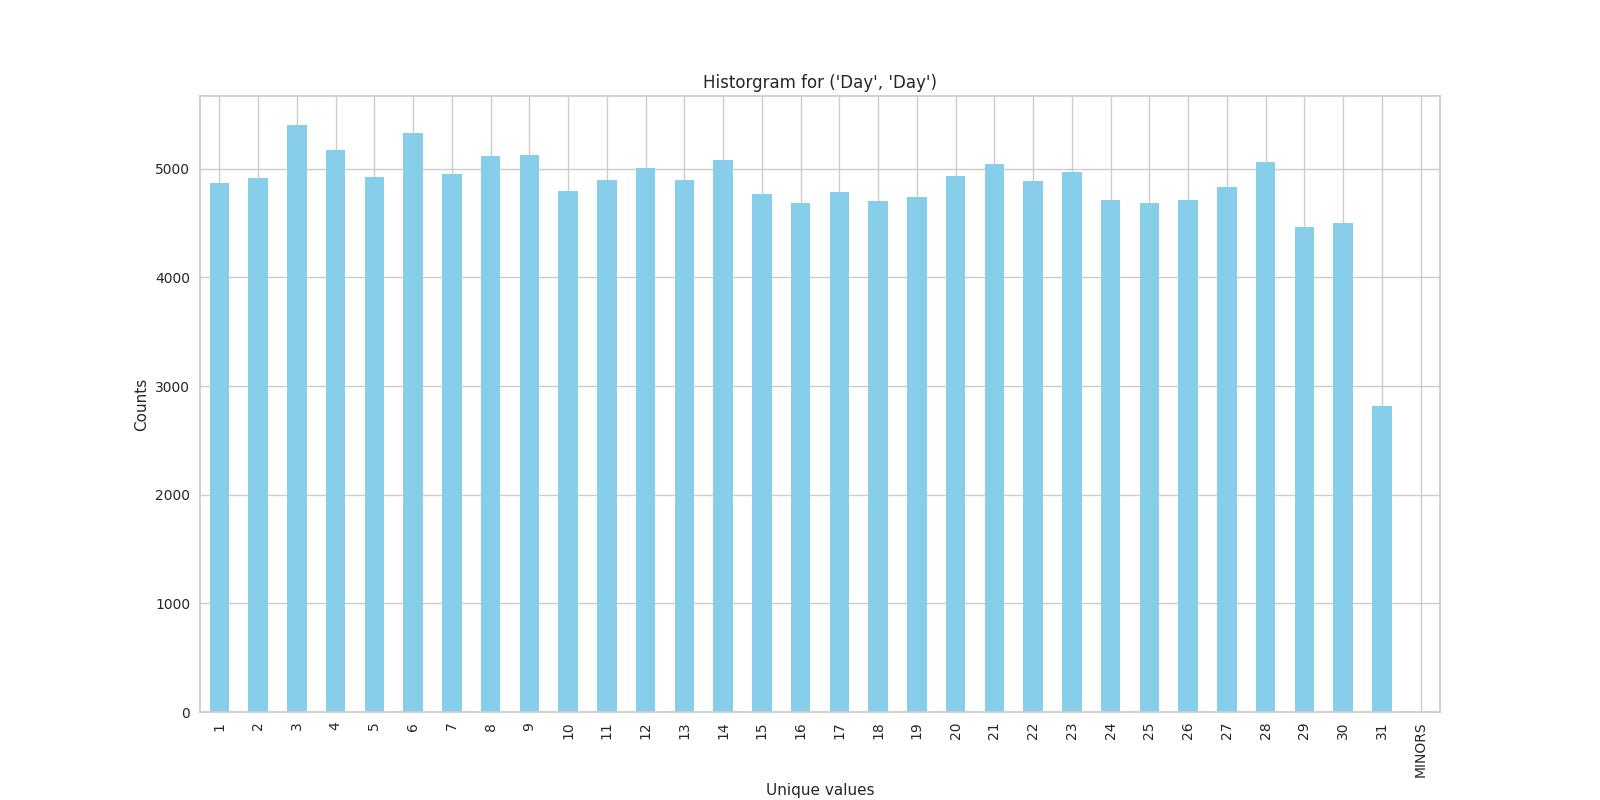 Historgram for ('Day', 'Day')
Counts
5000
4000
3000
2000
1000
0
1 2 3 4 5 6 7 8 9 10 11 12 13 14 15 16 17 18 19 20 21 22 23 24 25 26 27 28 29 30 31 MINORS
Unique values